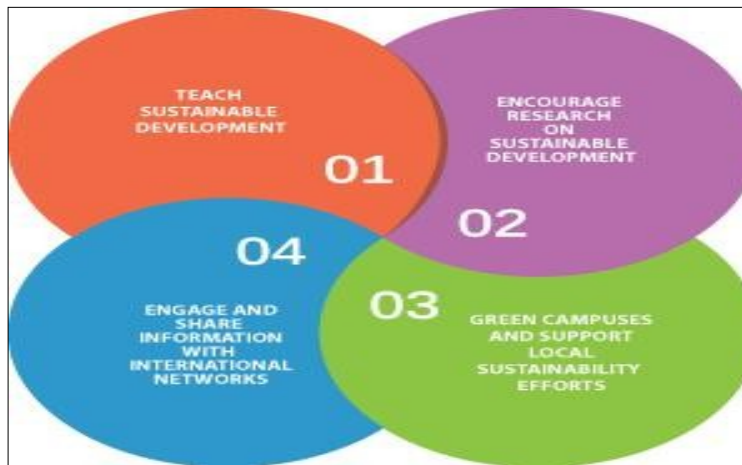 TEACH
SUSTAINABLE
DEVELOPMENT
01
ENCOURAGE
RESEARCH
ON
SUSTAINABLE
DEVELOPMENT
02
04
ENGAGE AND
SHARE
INFORMATION
WITH
INTERNATIONAL
NETWORKS
03
GREEN CAMPUSES
AND SUPPORT
LOCAL
SUSTAINABILITY
EFFORTS